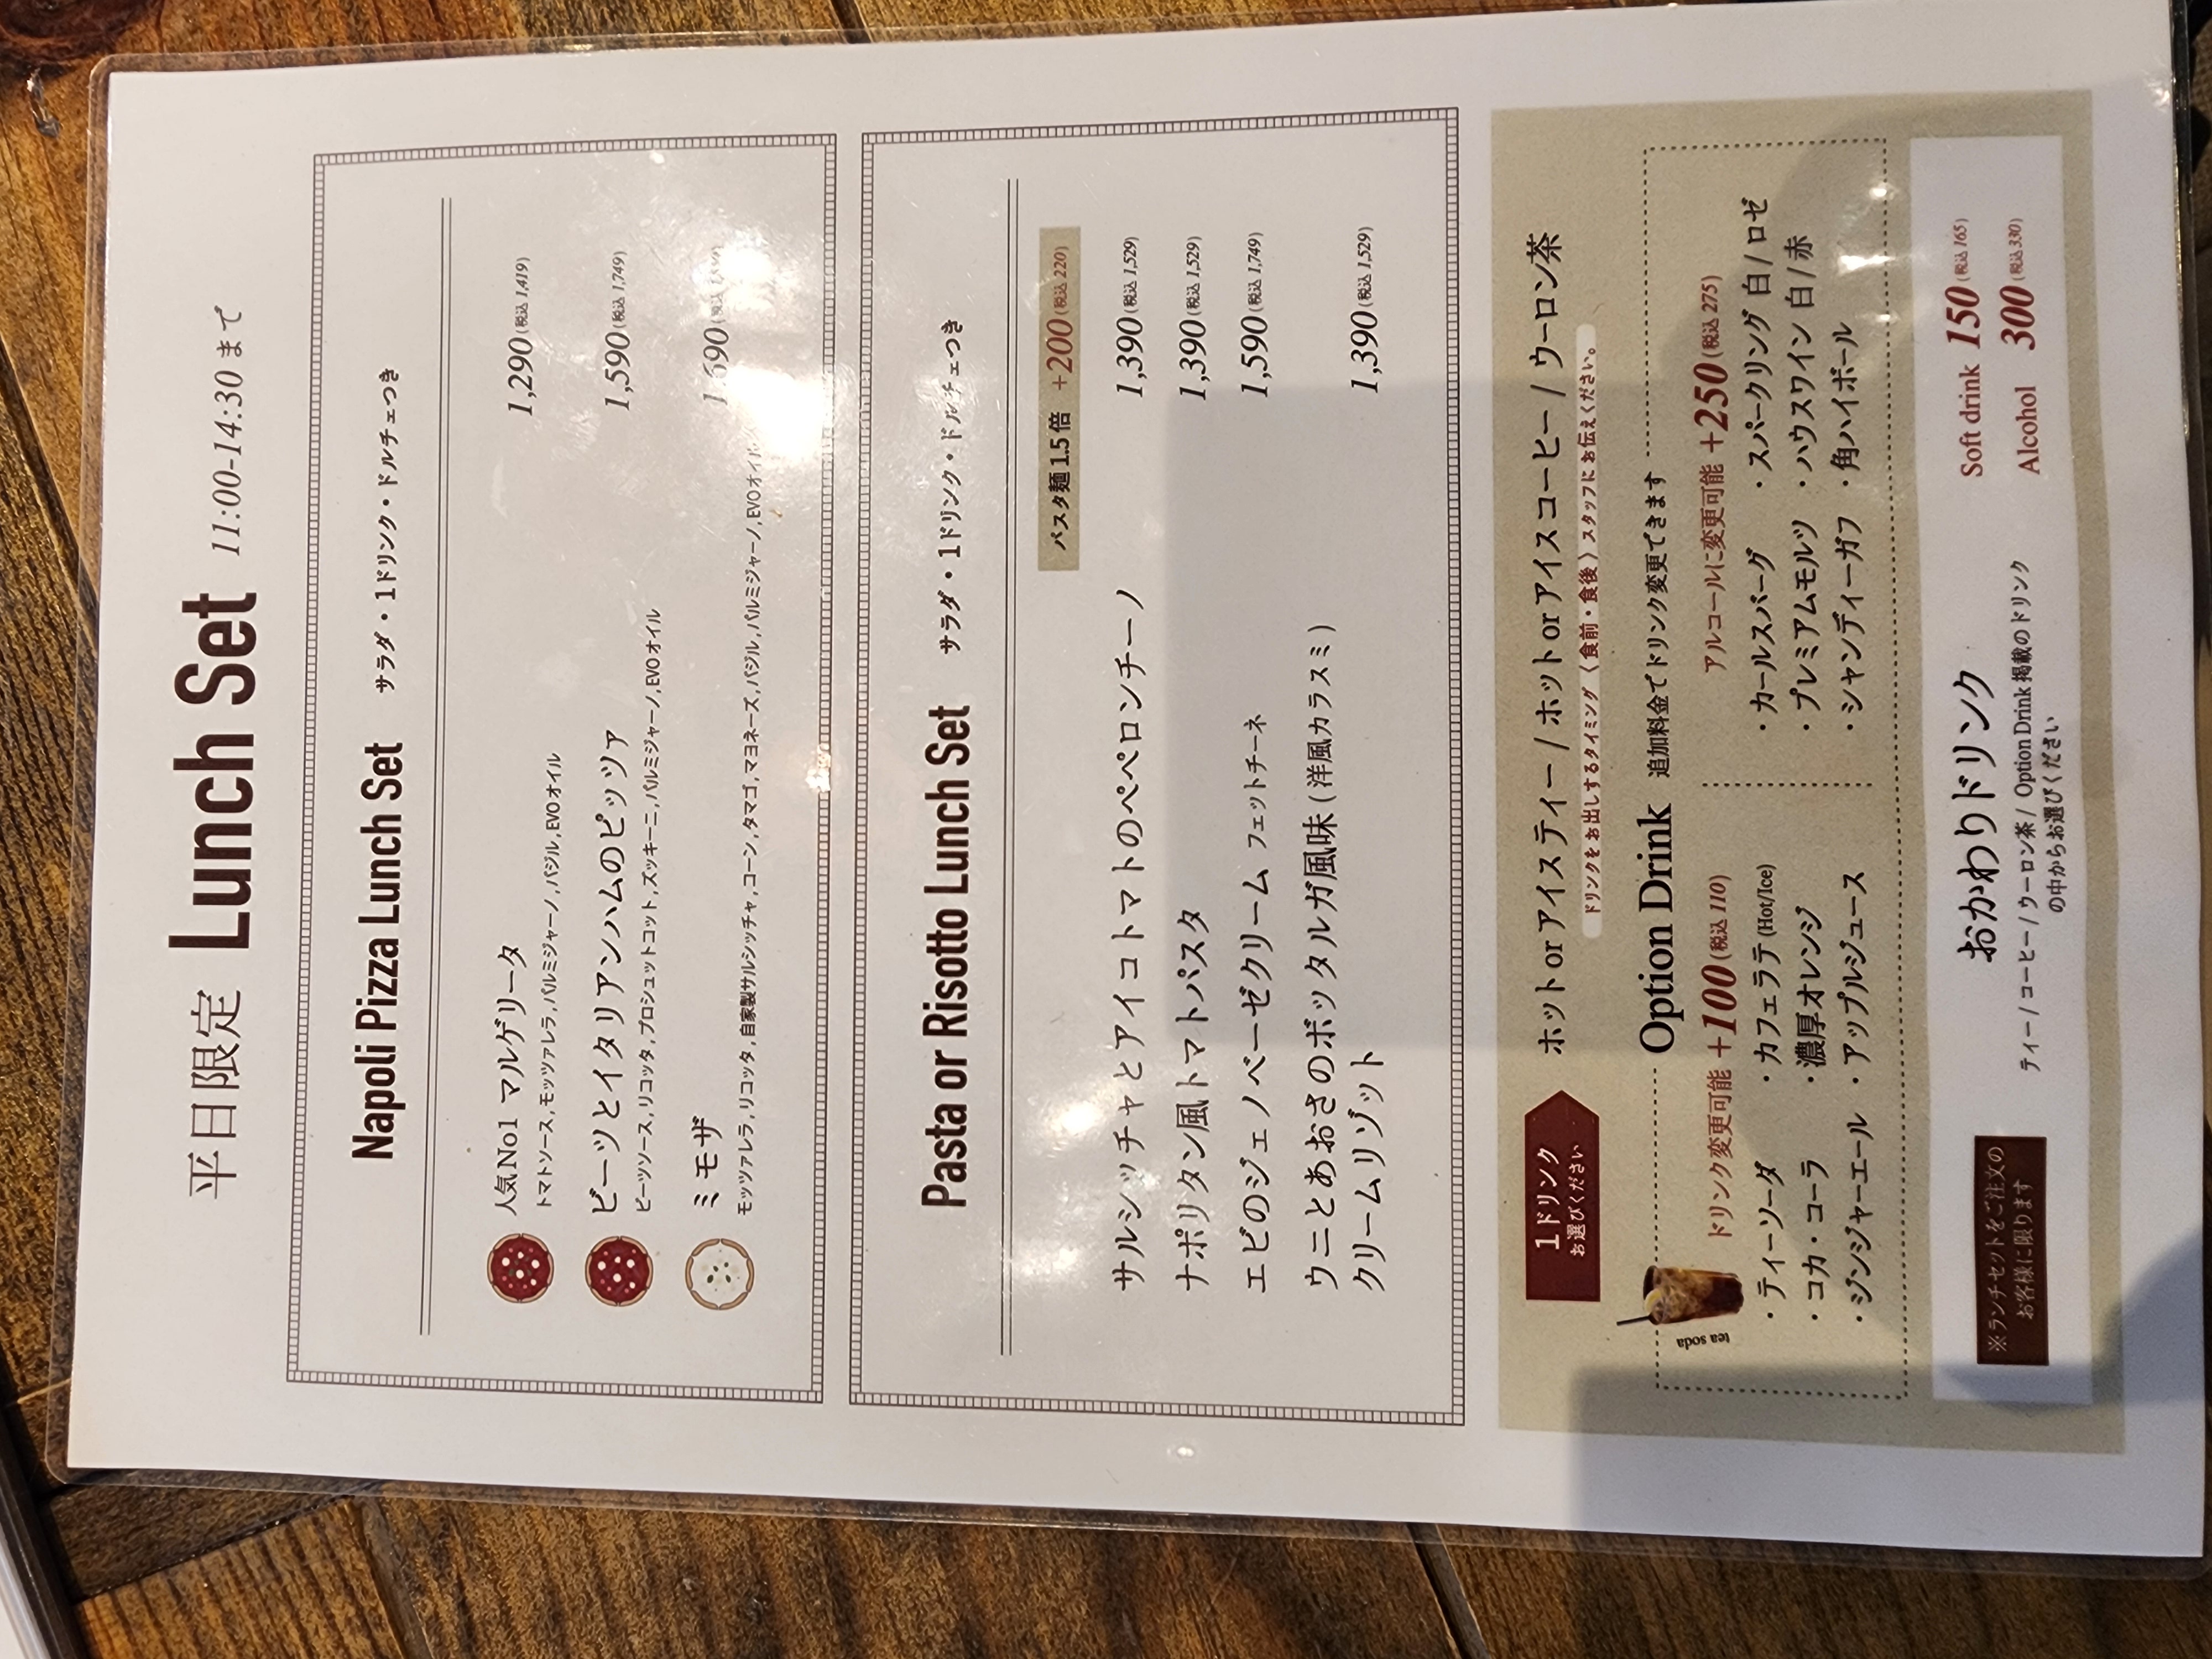 平日限定 Lunch Set 11:00-14:30 まで
Napoli Pizza Lunch Set サラダ・1ドリンク・ドルチェつき
人気No1 マルゲリータ 1,290(税込 1,419)
トマトソース,モッツァレラ,パルミジャーノ,バジル,EVOオイル
ビーツとイタリアンハムのピッツァ 1,590(税込 1,749)
ビーツソース,リコッタ,プロシュットコット,ズッキーニ,パルミジャーノ,EVOオイル
ミモザ 1,690(税込
モッツァレラ,リコッタ,自家製サルシッチャ,コーン,タマゴ,マヨネーズ,バジル,パルミジャーノ,EVOオイル
Pasta or Risotto Lunch Set サラダ・1ドリンク・ドルチェつき
パスタ麺1.5倍 +200(税込 220)
サルシッチャとアイコトマトのペペロンチーノ 1,390(税込 1,529)
ナポリタン風トマトパスタ 1,390(税込 1,529)
エビのジェノベーゼクリーム フェットチーネ 1,590(税込 1,749)
ウニとあおさのボッタルガ風味(洋風カラスミ)
クリームリゾット 1,390(税込 1,529)
1ドリンク
お選びください
ホットorアイスティー / ホットorアイスコーヒー / ウーロン茶
ドリンクをお出しするタイミング〈食前・食後〉スタッフにお伝えください。
Option Drink 追加料金でドリンク変更できます
tea soda
ドリンク変更可能 +100(税込 110)
・ティーソーダ ・カフェラテ(Hot/Ice)
・コカ・コーラ ・濃厚オレンジ
・ジンジャーエール ・アップルジュース
アルコールに変更可能 +250(税込 275)
・カールスバーグ ・スパークリング 白/ロゼ
・プレミアムモルツ ・ハウスワイン 白/赤
・シャンディーガフ ・角ハイボール
※ランチセットをご注文の
お客様に限ります
おかわりドリンク
ティー/コーヒー/ウーロン茶/ Option Drink掲載のドリンク
の中からお選びください
Soft drink 150(税込 165)
Alcohol 300(税込 330)